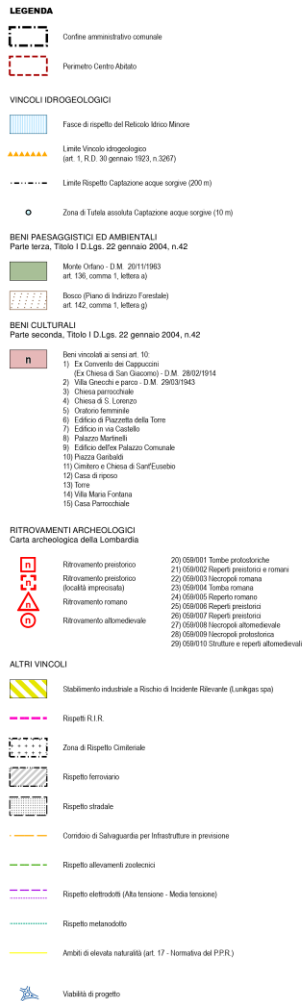 LEGENDA
Confine amministrativo comunale
Perimetro Centro Abitato
VINCOLI IDROGEOLOGICI
Fasce di rispetto del Reticolo Idrico Minore
Limite Vincolo idrogeologico
(art. 1, R.D. 30 gennaio 1923, n.3267)
Limite Rispetto Captazione acque sorgive (200 m)
Zona di Tutela assoluta Captazione acque sorgive (10 m)
BENI PAESAGGISTICI ED AMBIENTALI
Parte terza, Titolo I D.Lgs. 22 gennaio 2004, n.42
Monte Orfano - D.M. 20/11/1963
art. 136, comma 1, lettera a)
Bosco (Piano di Indirizzo Forestale)
art. 142, comma 1, lettera g)
BENI CULTURALI
Parte seconda, Titolo I D.Lgs. 22 gennaio 2004, n.42
n
Beni vincolati ai sensi art. 10:
1) Ex Convento dei Cappuccini
(Ex Chiesa di San Giacomo) - D.M. 28/02/1914
2) Villa Gnecchi e parco - D.M. 29/03/1943
3) Chiesa parrocchiale
4) Chiesa di S. Lorenzo
5) Oratorio femminile
6) Edificio di Piazzetta della Torre
7) Edificio in via Castello
8) Palazzo Martinelli
9) Edificio dell'ex Palazzo Comunale
10) Piazza Garibaldi
11) Cimitero e Chiesa di Sant'Eusebio
12) Casa di riposo
13) Torre
14) Villa Maria Fontana
15) Casa Parrocchiale
RITROVAMENTI ARCHEOLOGICI
Carta archeologica della Lombardia
n Ritrovamento preistorico
n Ritrovamento preistorico
(località imprecisata)
n Ritrovamento romano
n Ritrovamento altomedievale
20) 059/001 Tombe protostoriche
21) 059/002 Reperti preistorici e romani
22) 059/003 Necropoli romana
23) 059/004 Tomba romana
24) 059/005 Reperto romano
25) 059/006 Reperti preistorici
26) 059/007 Reperti preistorici
27) 059/008 Necropoli altomedievale
28) 059/009 Necropoli protostorica
29) 059/010 Strutture e reperti altomedievali
ALTRI VINCOLI
Stabilimento industriale a Rischio di Incidente Rilevante (Lunikgas spa)
Rispetti R.I.R.
Zona di Rispetto Cimiteriale
Rispetto ferroviario
Rispetto stradale
Corridoio di Salvaguardia per Infrastrutture in previsione
Rispetto allevamenti zootecnici
Rispetto elettrodotti (Alta tensione - Media tensione)
Rispetto metanodotto
Ambiti di elevata naturalità (art. 17 - Normativa del P.P.R.)
Viabilità di progetto